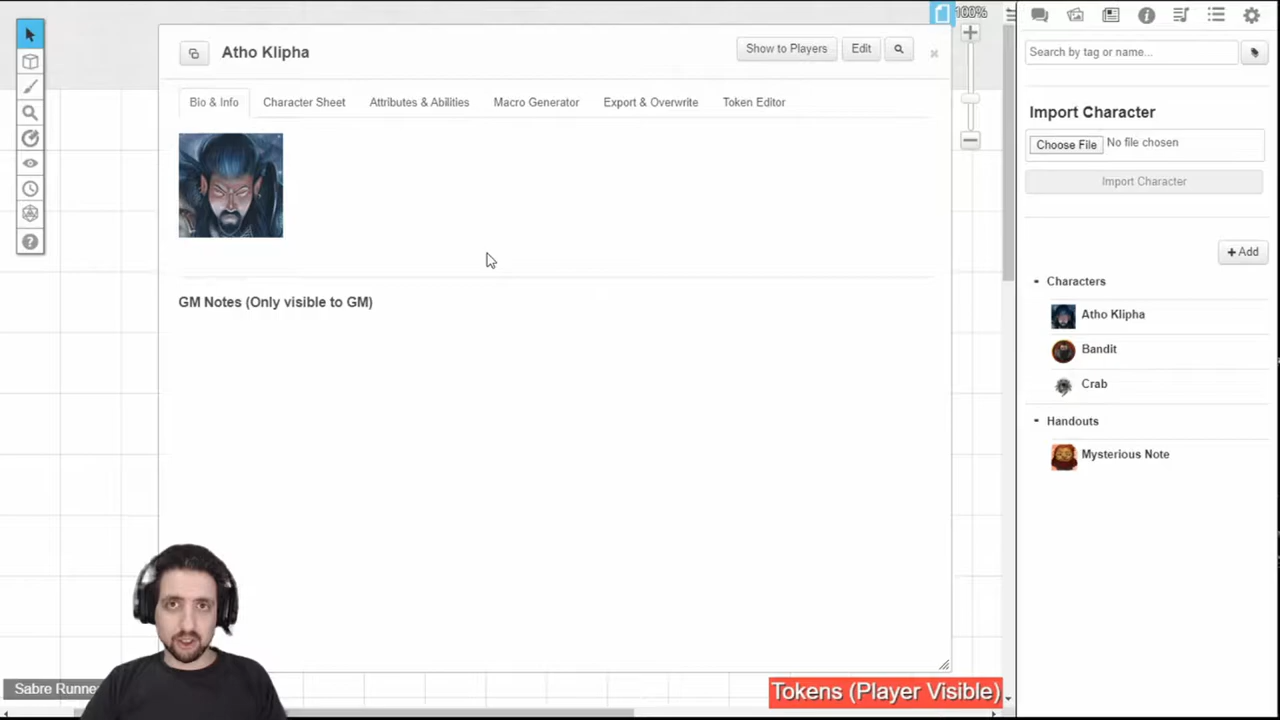 100%
Atho Klipha
Show to Players
Edit
Bio & Info
Character Sheet
Attributes & Abilities
Macro Generator
Export & Overwrite
Token Editor
GM Notes (Only visible to GM)
Search by tag or name...
Import Character
Choose File No file chosen
Import Character
+ Add
Characters
Atho Klipha
Bandit
Crab
Handouts
Mysterious Note
Sabre Runne
Tokens (Player Visible)